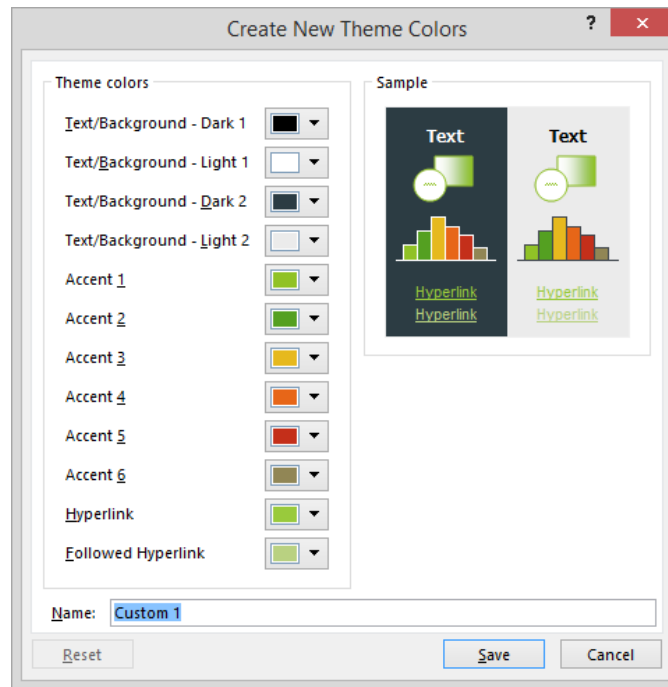 Create New Theme Colors
?
Theme colors
Text/Background - Dark 1
Text/Background - Light 1
Text/Background - Dark 2
Text/Background - Light 2
Accent 1
Accent 2
Accent 3
Accent 4
Accent 5
Accent 6
Hyperlink
Followed Hyperlink
Sample
Text Text
Hyperlink Hyperlink
Hyperlink Hyperlink
Name: Custom 1
Reset Save Cancel